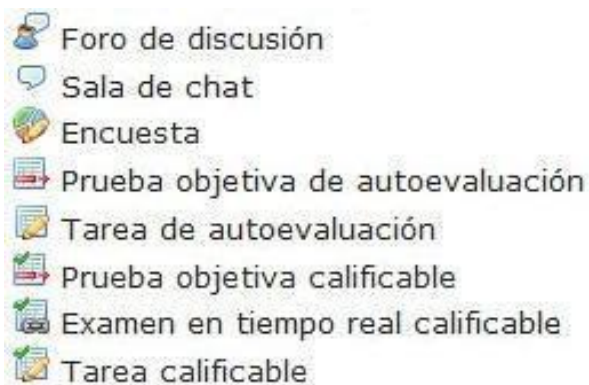 Foro de discusión
Sala de chat
Encuesta
Prueba objetiva de autoevaluación
Tarea de autoevaluación
Prueba objetiva calificable
Examen en tiempo real calificable
Tarea calificable